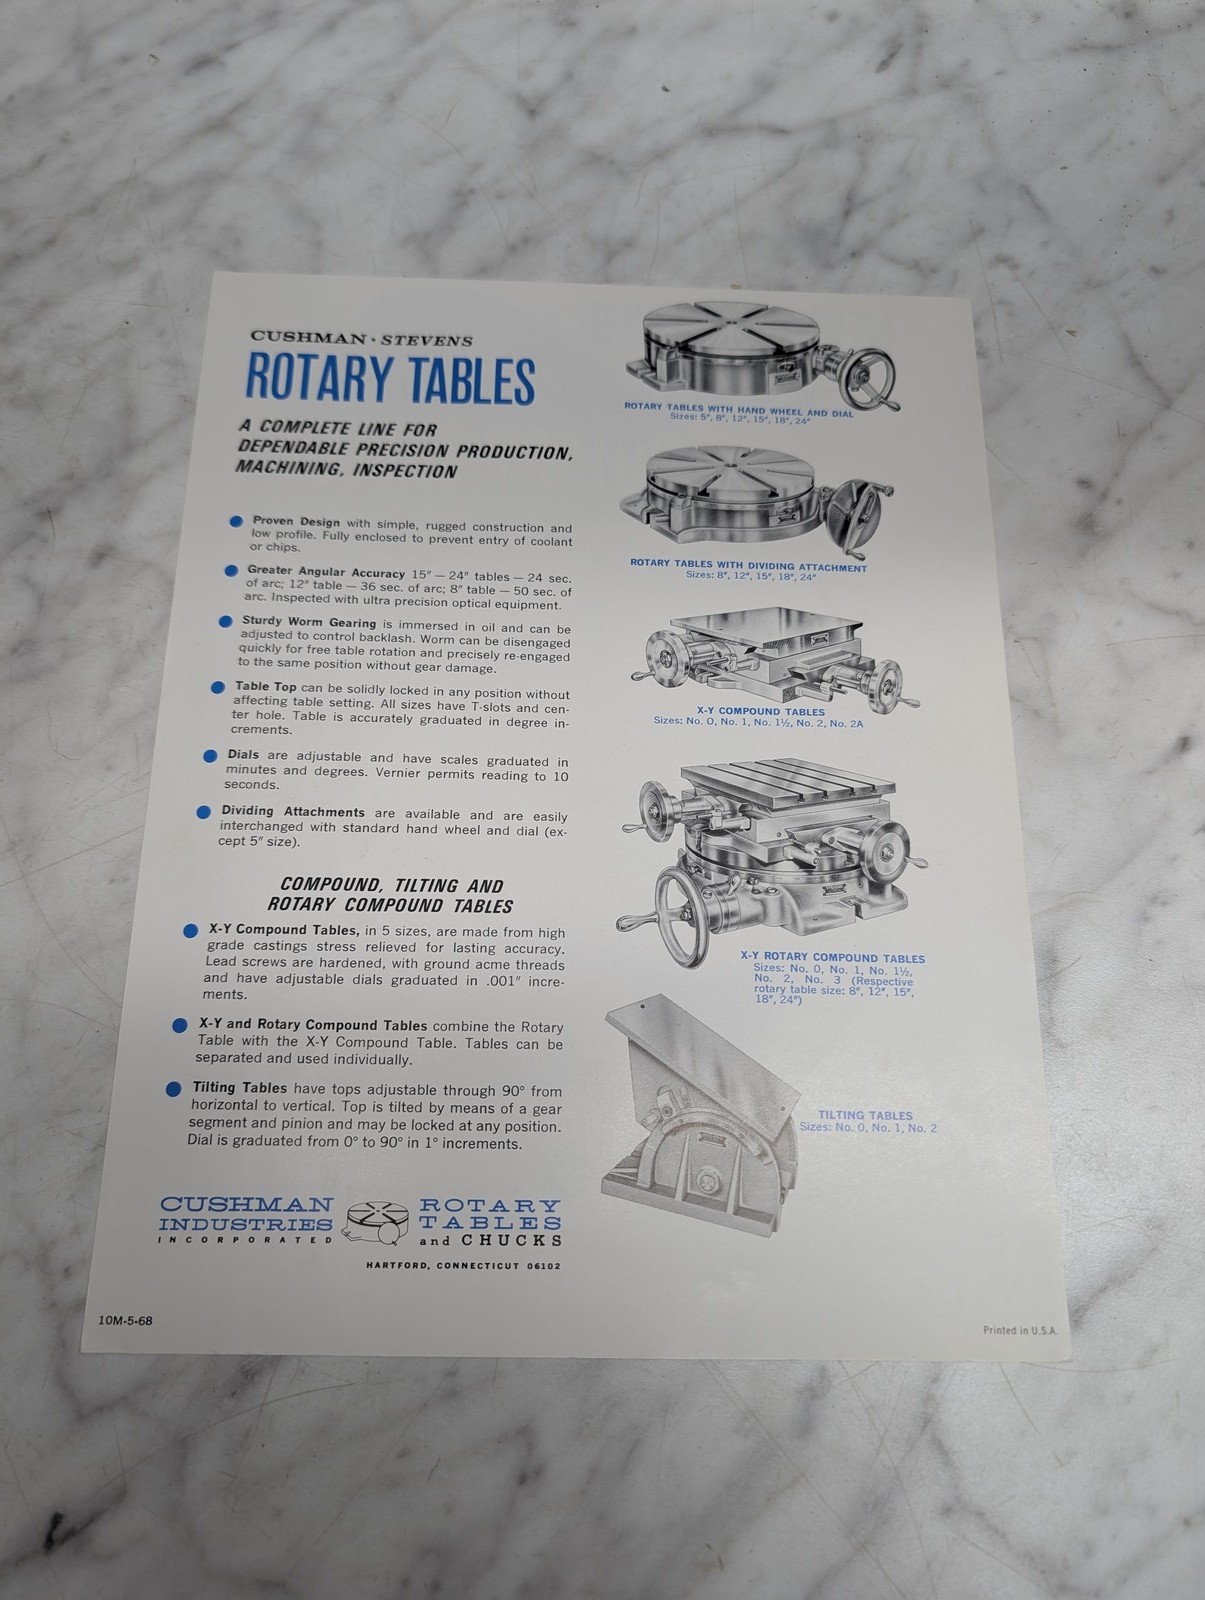 CUSHMAN · STEVENS
ROTARY TABLES
A COMPLETE LINE FOR
DEPENDABLE PRECISION PRODUCTION,
MACHINING, INSPECTION
Proven Design with simple, rugged construction and
low profile. Fully enclosed to prevent entry of coolant
or chips.
Greater Angular Accuracy 15″ — 24″ tables — 24 sec.
of arc; 12″ table — 36 sec. of arc; 8″ table — 50 sec. of
arc. Inspected with ultra precision optical equipment.
Sturdy Worm Gearing is immersed in oil and can be
adjusted to control backlash. Worm can be disengaged
quickly for free table rotation and precisely re-engaged
to the same position without gear damage.
Table Top can be solidly locked in any position without
affecting table setting. All sizes have T-slots and cen-
ter hole. Table is accurately graduated in degree in-
crements.
Dials are adjustable and have scales graduated in
minutes and degrees. Vernier permits reading to 10
seconds.
Dividing Attachments are available and are easily
interchanged with standard hand wheel and dial (ex-
cept 5″ size).
COMPOUND, TILTING AND
ROTARY COMPOUND TABLES
X-Y Compound Tables, in 5 sizes, are made from high
grade castings stress relieved for lasting accuracy.
Lead screws are hardened, with ground acme threads
and have adjustable dials graduated in .001″ incre-
ments.
X-Y and Rotary Compound Tables combine the Rotary
Table with the X-Y Compound Table. Tables can be
separated and used individually.
Tilting Tables have tops adjustable through 90° from
horizontal to vertical. Top is tilted by means of a gear
segment and pinion and may be locked at any position.
Dial is graduated from 0° to 90° in 1° increments.
CUSHMAN
INDUSTRIES
INCORPORATED
ROTARY
TABLES
and CHUCKS
HARTFORD, CONNECTICUT 06102
10M-5-68
ROTARY TABLES WITH HAND WHEEL AND DIAL
Sizes: 5″, 8″, 12″, 15″, 18″, 24″
ROTARY TABLES WITH DIVIDING ATTACHMENT
Sizes: 8″, 12″, 15″, 18″, 24″
X-Y COMPOUND TABLES
Sizes: No. 0, No. 1, No. 1½, No. 2, No. 2A
X-Y ROTARY COMPOUND TABLES
Sizes: No. 0, No. 1, No. 1½,
No. 2, No. 3 (Respective
rotary table size: 8″, 12″, 15″,
18″, 24″)
TILTING TABLES
Sizes: No. 0, No. 1, No. 2
Printed in U.S.A.